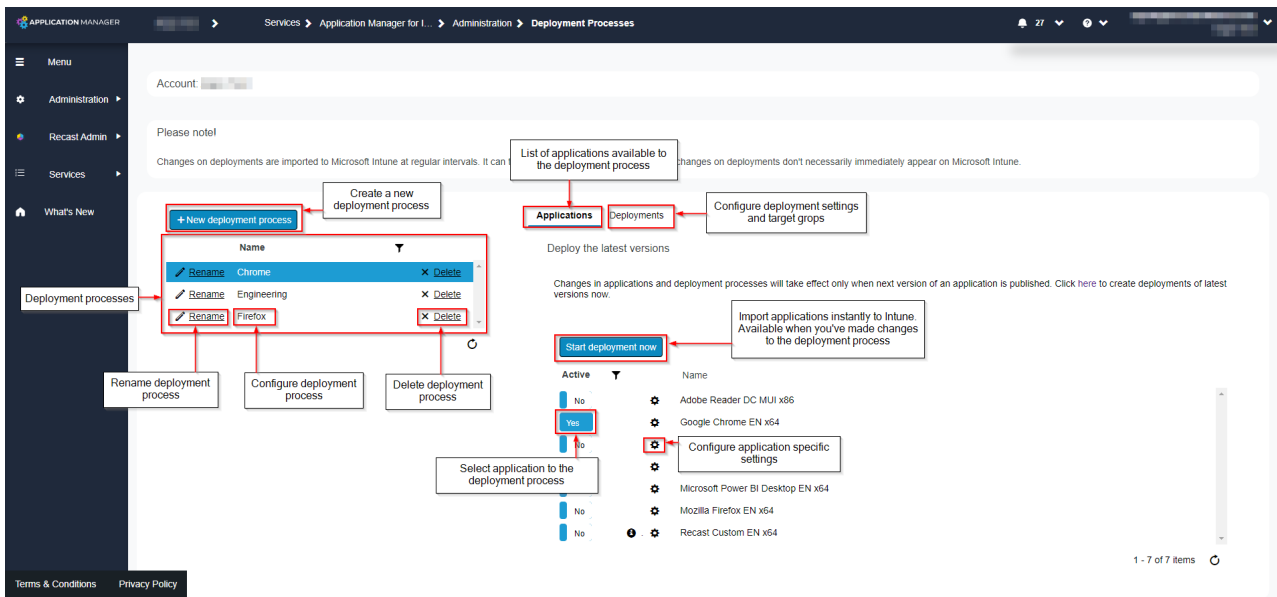 APPLICATION MANAGER
Services
Application Manager for I...
Administration
Deployment Processes
27
Menu
Administration
Recast Admin
Services
What's New
Account:
Please note!
Changes on deployments are imported to Microsoft Intune at regular intervals. It can
changes on deployments don't necessarily immediately appear on Microsoft Intune.
List of applications available to
the deployment process
Create a new
deployment process
+ New deployment process
Applications
Deployments
Configure deployment settings
and target grops
Name
Rename Chrome Delete
Rename Engineering Delete
Rename Firefox Delete
Deployment processes
Rename deployment
process
Configure deployment
process
Delete deployment
process
Deploy the latest versions
Changes in applications and deployment processes will take effect only when next version of an application is published. Click here to create deployments of latest
versions now.
Import applications instantly to Intune.
Available when you've made changes
to the deployment process
Start deployment now
Active Name
No Adobe Reader DC MUI x86
Yes Google Chrome EN x64
No
Configure application specific
settings
Select application to the
deployment process
Microsoft Power BI Desktop EN x64
No Mozilla Firefox EN x64
No Recast Custom EN x64
1 - 7 of 7 items
Terms & Conditions
Privacy Policy